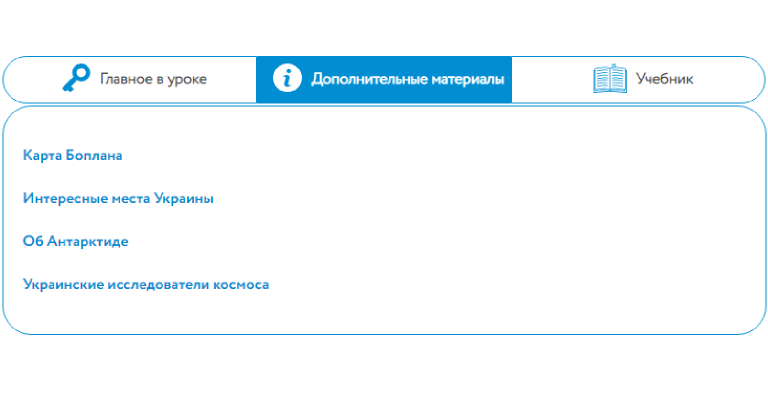 Главное в уроке
Дополнительные материалы
Учебник
Карта Боплана
Интересные места Украины
Об Антарктиде
Украинские исследователи космоса